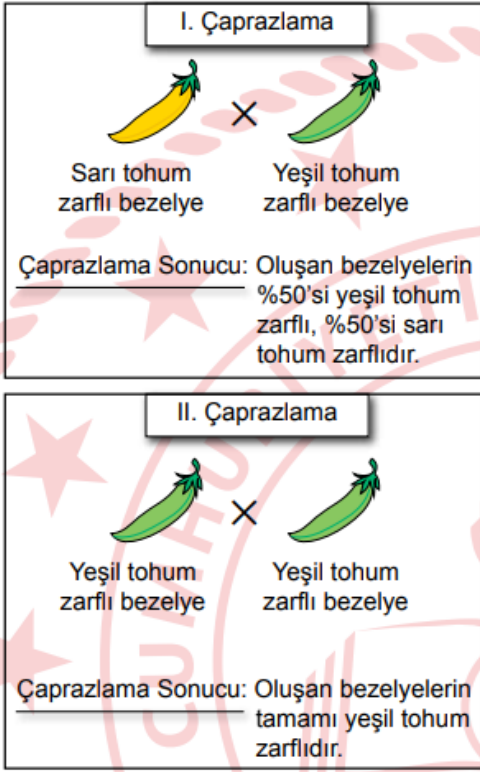 I. Çaprazlama
×
Sarı tohum zarflı bezelye
Yeşil tohum zarflı bezelye
Çaprazlama Sonucu: Oluşan bezelyelerin
%50'si yeşil tohum
zarflı, %50'si sarı
tohum zarflıdır.
II. Çaprazlama
×
Yeşil tohum zarflı bezelye
Yeşil tohum zarflı bezelye
Çaprazlama Sonucu: Oluşan bezelyelerin
tamamı yeşil tohum
zarflıdır.